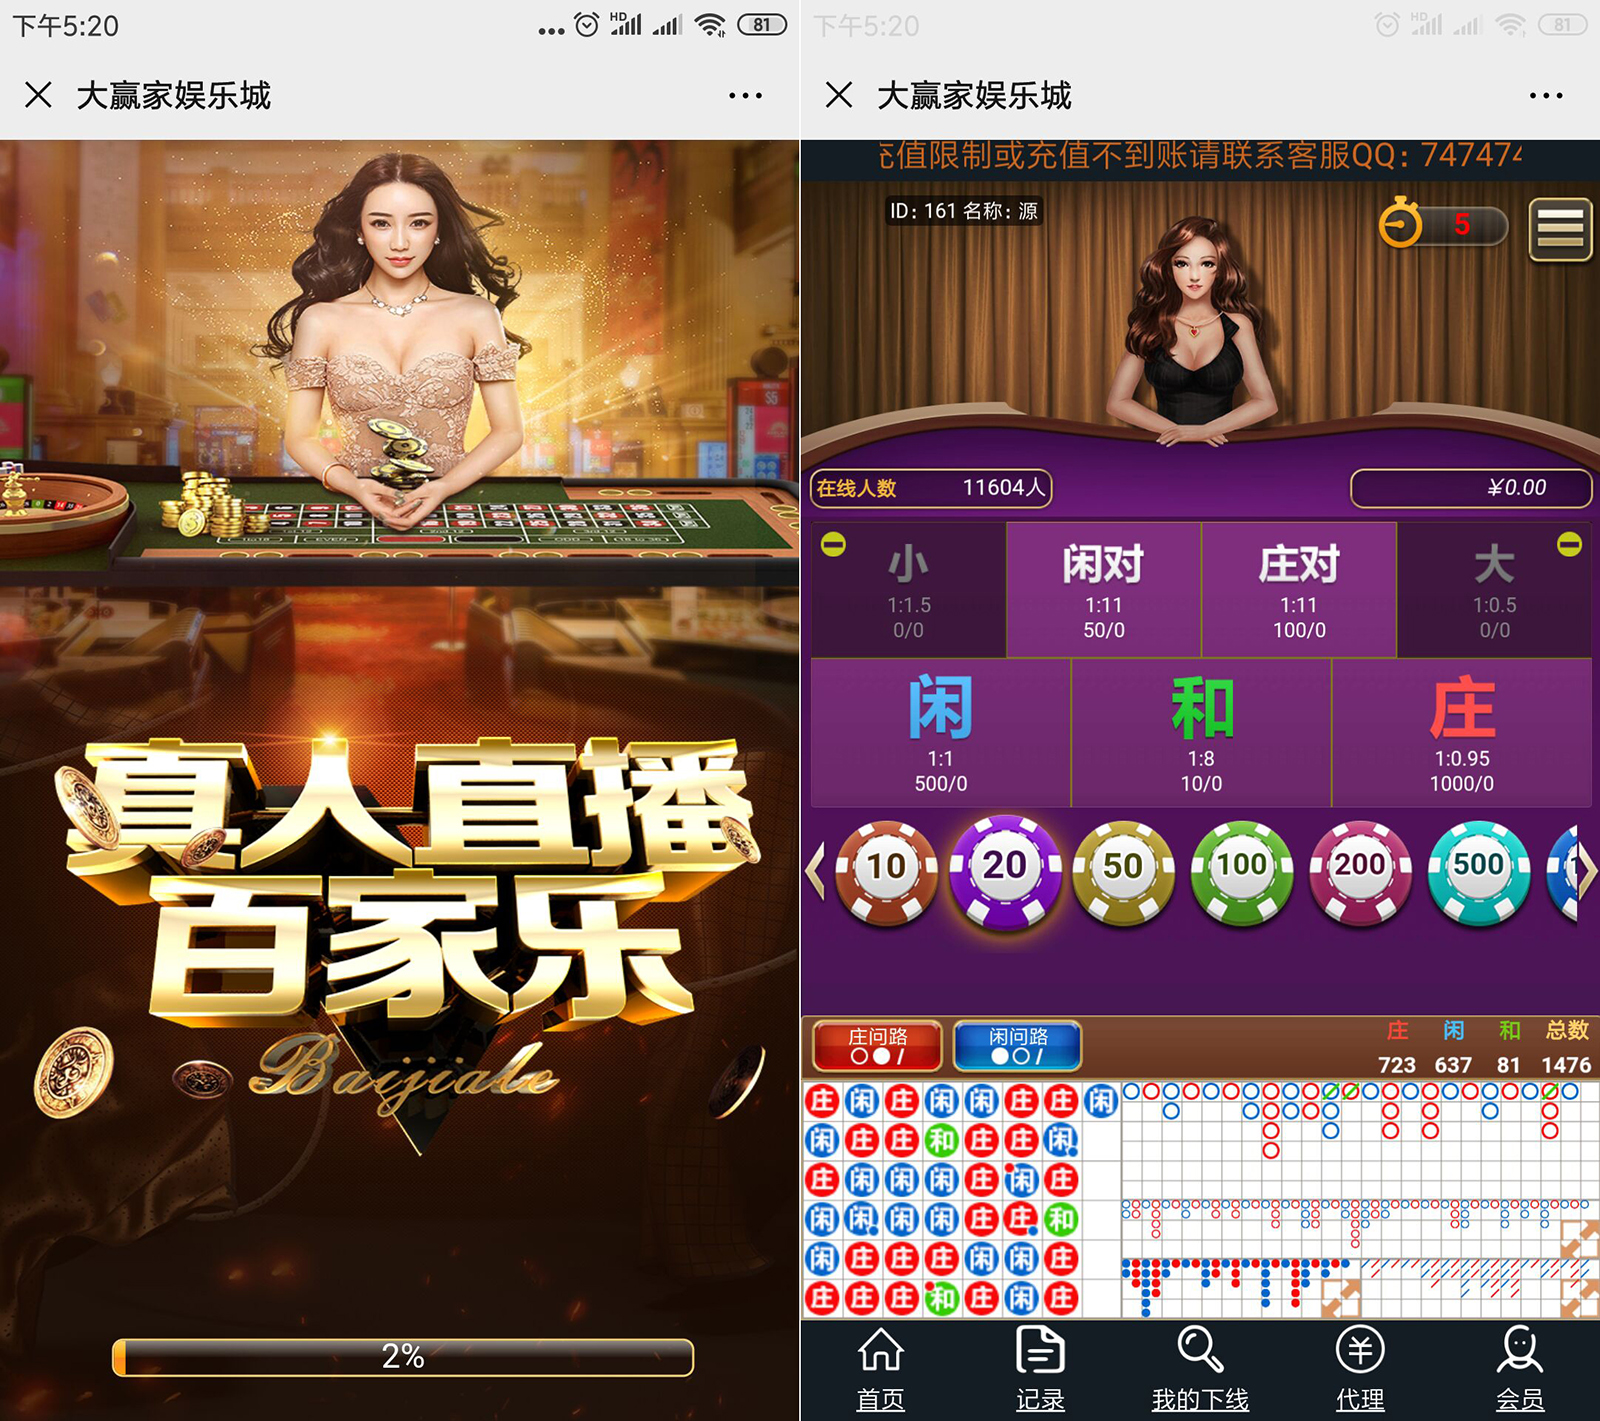 下午5:20
HD
81
大赢家娱乐城
$5
真人直播
百家乐
Baijiale
2%
下午5:20
HD
81
大赢家娱乐城
值限制或充值不到账请联系客服QQ：74747
ID：161 名称：源
5
在线人数 11604人
¥0.00
小 闲对 庄对 大
1:1.5 1:11 1:11 1:0.5
0/0 50/0 100/0 0/0
闲 和 庄
1:1 1:8 1:0.95
500/0 10/0 1000/0
10 20 50 100 200 500
庄问路 闲问路 庄 闲 和 总数
723 637 81 1476
庄 闲 庄 闲 闲 庄 庄 闲
闲 庄 庄 和 庄 庄 闲
庄 闲 闲 闲 庄 闲 庄
闲 闲 闲 闲 庄 庄 和
闲 庄 庄 庄 闲 闲 庄
庄 庄 庄 和 庄 闲 庄
首页 记录 我的下线 代理 会员